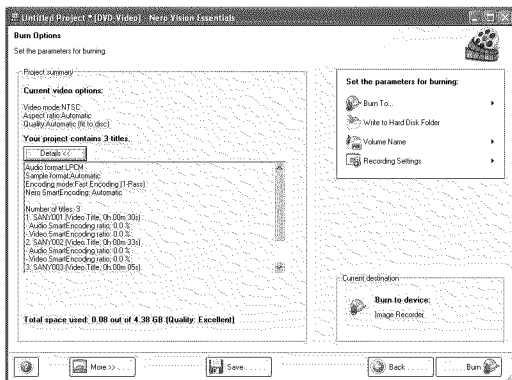 Untitled Project * [DVD-Video] - Nero Vision Essentials
Burn Options
Set the parameters for burning.
Project summary
Current video options:
Video mode:NTSC
Aspect ratio:Automatic
Quality:Automatic (fit to disc)
Your project contains 3 titles.
Details <<
Audio format:LPCM
Sample format:Automatic
Encoding mode:Fast Encoding (1-Pass)
Nero SmartEncoding: Automatic
Number of titles: 3
1. SANY001 (Video Title, 0h 00m 30s)
- Audio SmartEncoding ratio: 0.0 %
- Video SmartEncoding ratio: 0.0 %
2. SANY002 (Video Title, 0h 00m 33s)
- Audio SmartEncoding ratio: 0.0 %
- Video SmartEncoding ratio: 0.0 %
3. SANY003 (Video Title, 0h 00m 05s)
Total space used: 0.08 out of 4.38 GB (Quality: Excellent)
Set the parameters for burning:
Burn To...
Write to Hard Disk Folder
Volume Name
Recording Settings
Current destination
Burn to device:
Image Recorder
More >>
Save
Back
Burn